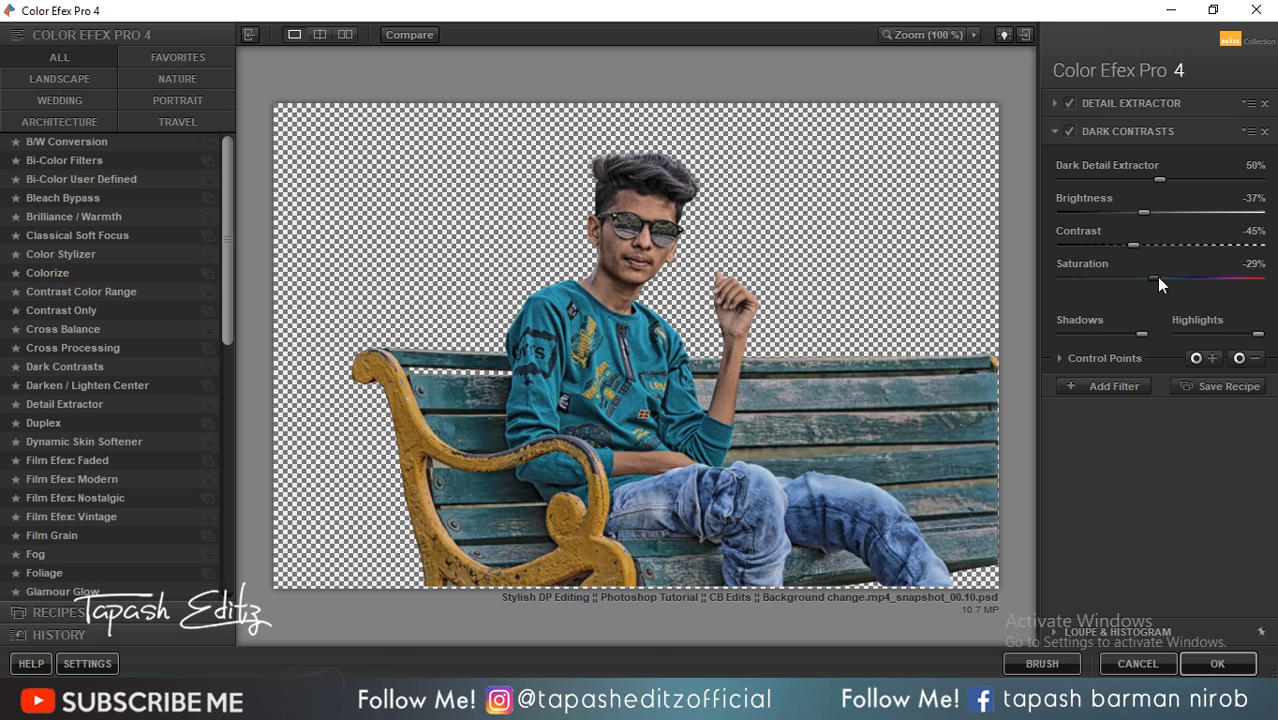 Color Efex Pro 4
COLOR EFEX PRO 4
ALL
FAVORITES
LANDSCAPE
NATURE
WEDDING
PORTRAIT
ARCHITECTURE
TRAVEL
B/W Conversion
Bi-Color Filters
Bi-Color User Defined
Bleach Bypass
Brilliance / Warmth
Classical Soft Focus
Color Stylizer
Colorize
Contrast Color Range
Contrast Only
Cross Balance
Cross Processing
Dark Contrasts
Darken / Lighten Center
Detail Extractor
Duplex
Dynamic Skin Softener
Film Efex: Faded
Film Efex: Modern
Film Efex: Nostalgic
Film Efex: Vintage
Film Grain
Fog
Foliage
Glamour Glow
RECIPES
HISTORY
Tapash Editz
HELP
SETTINGS
Compare
Zoom (100 %)
Stylish DP Editing ¦¦ Photoshop Tutorial ¦¦ CB Edits ¦¦ Background change.mp4_snapshot_00.10.psd
10.7 MP
Nik Collection
Color Efex Pro 4
DETAIL EXTRACTOR
DARK CONTRASTS
Dark Detail Extractor 50%
Brightness -37%
Contrast -45%
Saturation -29%
Shadows Highlights
Control Points
Add Filter Save Recipe
Activate Windows
LOUPE & HISTOGRAM
Go to Settings to activate Windows.
BRUSH
CANCEL
OK
SUBSCRIBE ME
Follow Me! @tapasheditzofficial
Follow Me! tapash barman nirob